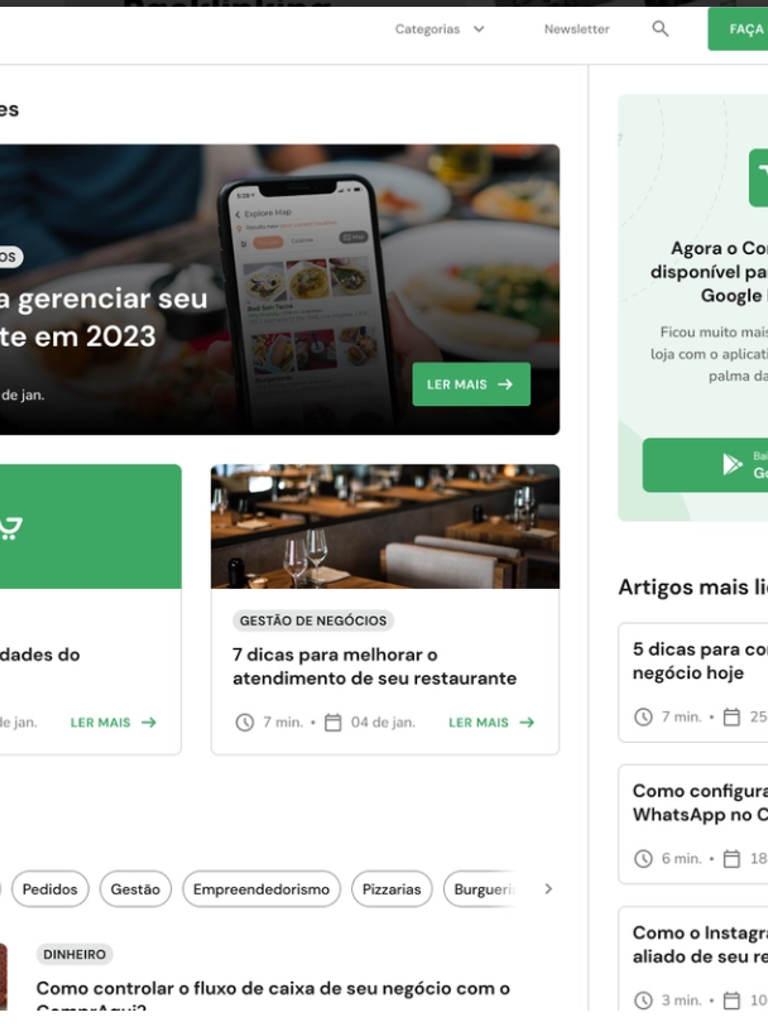 Categorias
Newsletter
FAÇA
es
OS
a gerenciar seu
te em 2023
de jan.
5:28
Explore Map
LER MAIS
Agora o Co
disponível pa
Google
Ficou muito mais
loja com o aplicati
palma da
Bai
Go
dades do
de jan.
LER MAIS
GESTÃO DE NEGÓCIOS
7 dicas para melhorar o
atendimento de seu restaurante
7 min. • 04 de jan.
LER MAIS
Artigos mais li
5 dicas para co
negócio hoje
7 min. • 25
Como configura
WhatsApp no C
6 min. • 18
Como o Instagra
aliado de seu re
3 min. • 10
Pedidos
Gestão
Empreendedorismo
Pizzarias
Burgueri
DINHEIRO
Como controlar o fluxo de caixa de seu negócio com o
ComprAqui?